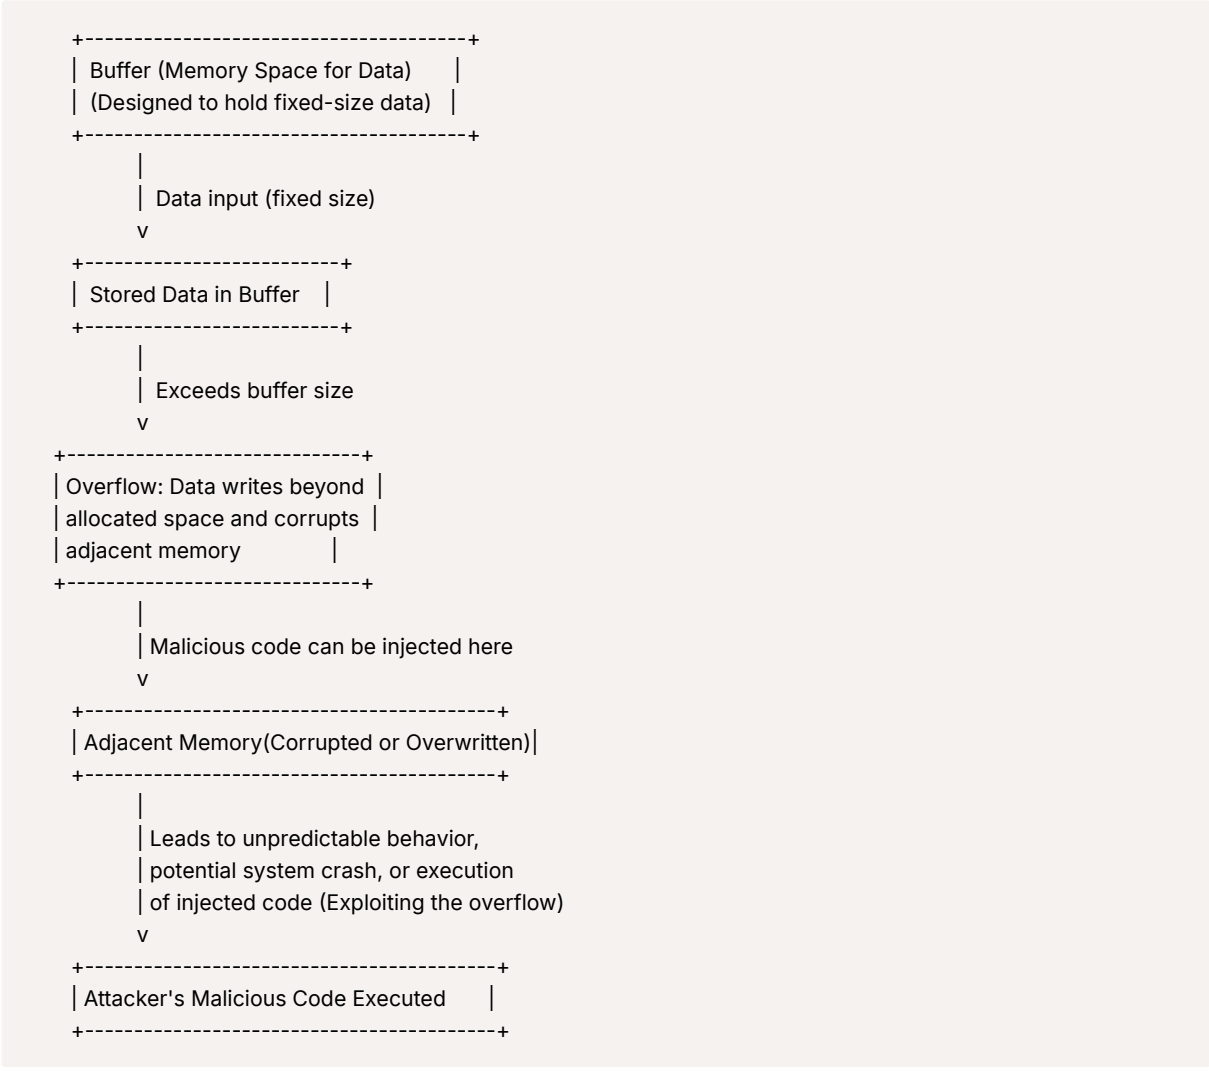 +---------------------------------------+
| Buffer (Memory Space for Data) |
| (Designed to hold fixed-size data) |
+---------------------------------------+
|
| Data input (fixed size)
v
+--------------------------+
| Stored Data in Buffer |
+--------------------------+
|
| Exceeds buffer size
v
+------------------------------+
| Overflow: Data writes beyond |
| allocated space and corrupts |
| adjacent memory |
+------------------------------+
|
| Malicious code can be injected here
v
+------------------------------------------+
| Adjacent Memory(Corrupted or Overwritten)|
+------------------------------------------+
|
| Leads to unpredictable behavior,
| potential system crash, or execution
| of injected code (Exploiting the overflow)
v
+------------------------------------------+
| Attacker's Malicious Code Executed |
+------------------------------------------+